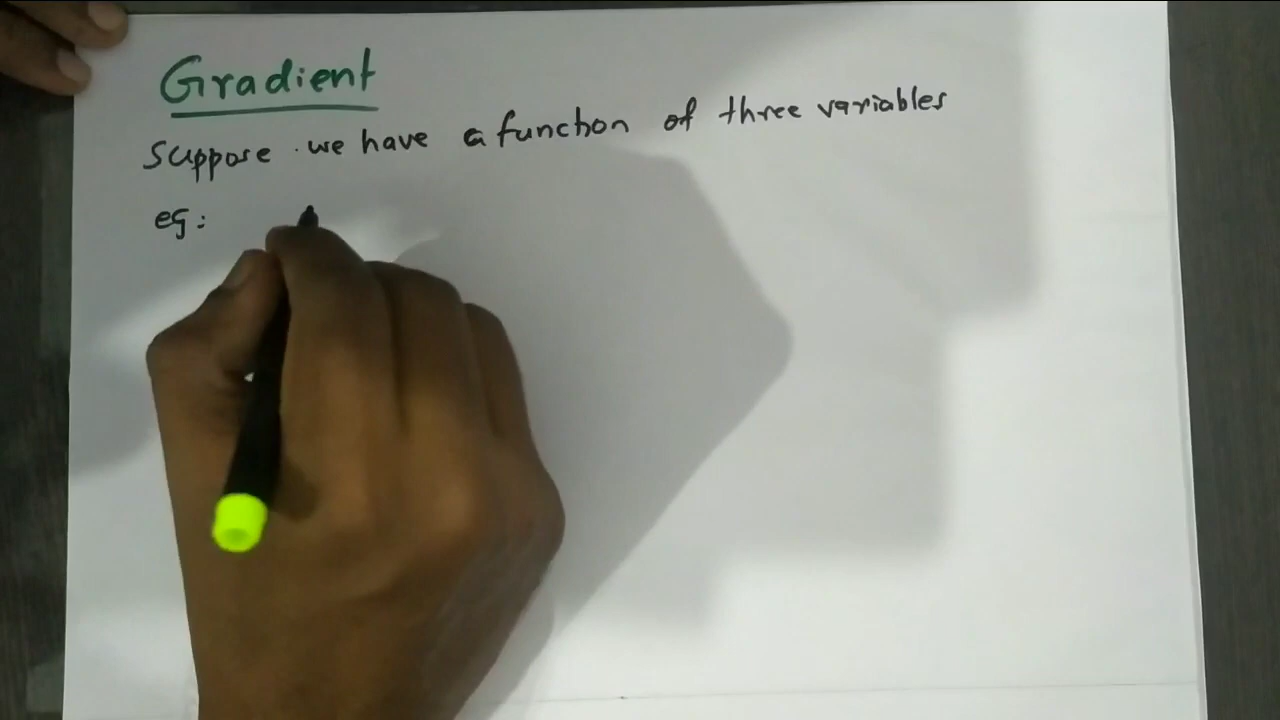 Gradient
Suppose we have a function of three variables
eg: